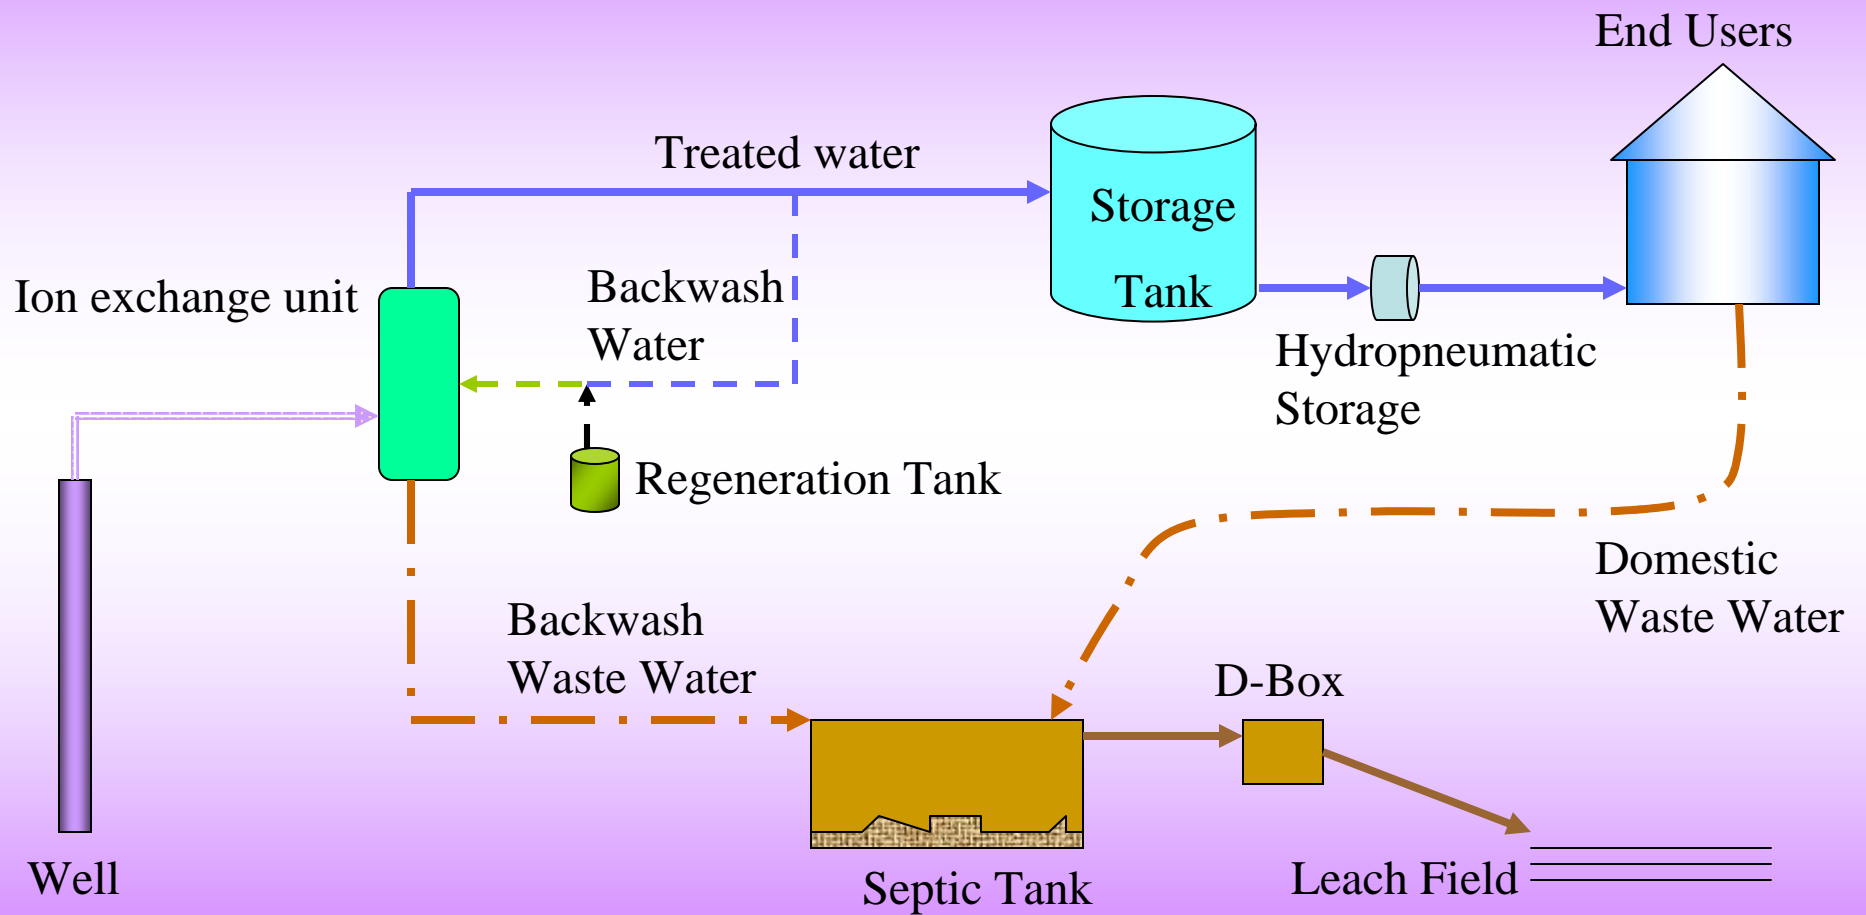 End Users
Treated water
Storage
Tank
Ion exchange unit
Backwash
Water
Hydropneumatic
Storage
Regeneration Tank
Domestic
Waste Water
Backwash
Waste Water
D-Box
Well
Septic Tank
Leach Field